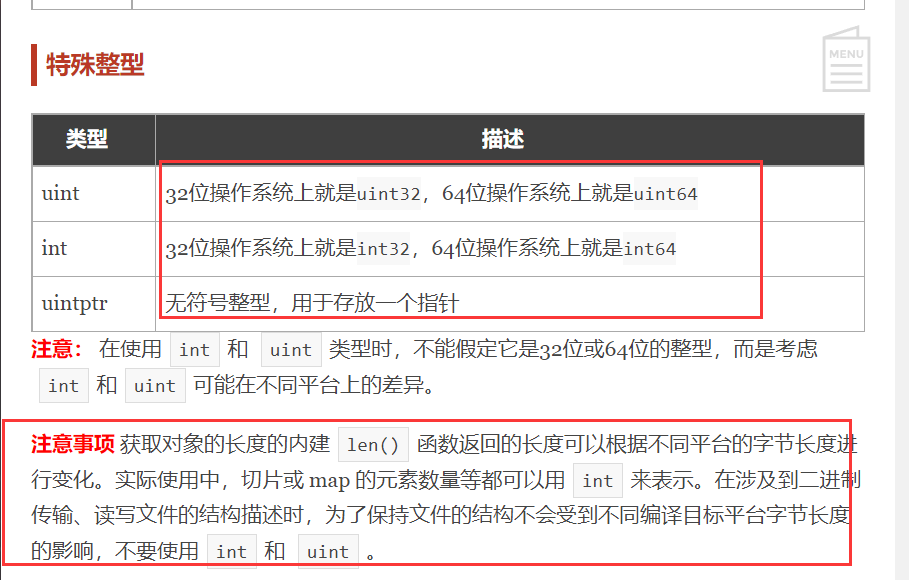 特殊整型
MENU
类型 描述
uint 32位操作系统上就是uint32，64位操作系统上就是uint64
int 32位操作系统上就是int32，64位操作系统上就是int64
uintptr 无符号整型，用于存放一个指针
注意： 在使用 int 和 uint 类型时，不能假定它是32位或64位的整型，而是考虑
int 和 uint 可能在不同平台上的差异。
注意事项 获取对象的长度的内建 len() 函数返回的长度可以根据不同平台的字节长度进
行变化。实际使用中，切片或 map 的元素数量等都可以用 int 来表示。在涉及到二进制
传输、读写文件的结构描述时，为了保持文件的结构不会受到不同编译目标平台字节长度
的影响，不要使用 int 和 uint 。